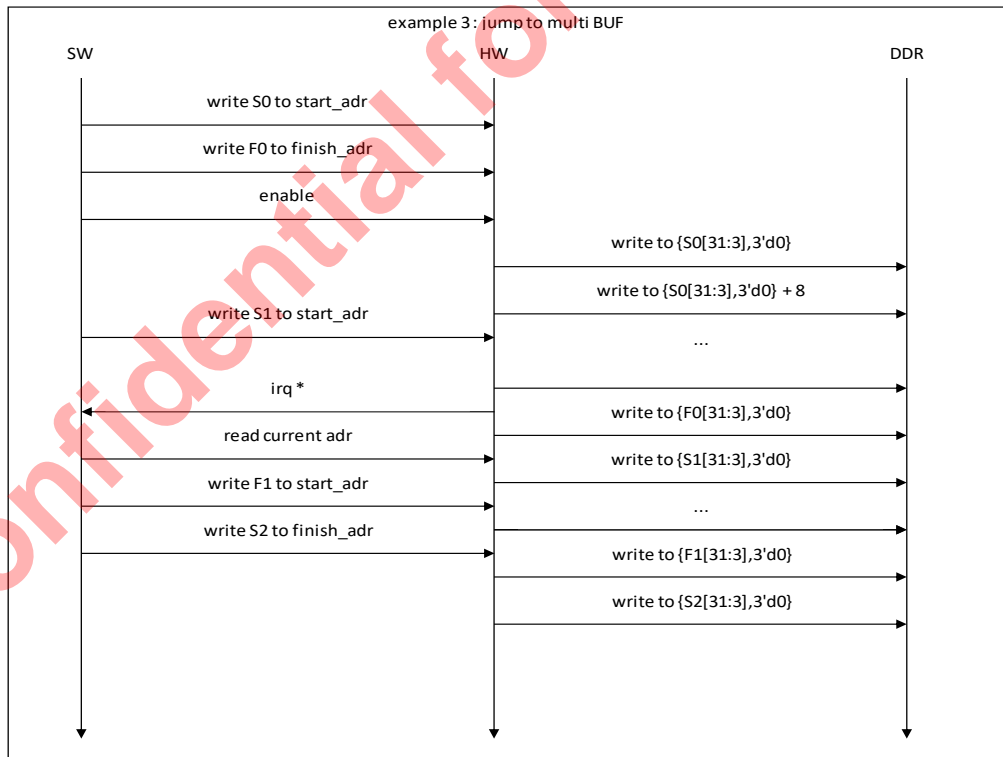 example 3 : jump to multi BUF
SW HW DDR
write S0 to start_adr
write F0 to finish_adr
enable
write to {S0[31:3],3'd0}
write to {S0[31:3],3'd0} + 8
write S1 to start_adr
...
irq *
write to {F0[31:3],3'd0}
read current adr
write to {S1[31:3],3'd0}
write F1 to start_adr
...
write S2 to finish_adr
write to {F1[31:3],3'd0}
write to {S2[31:3],3'd0}
onfidential for